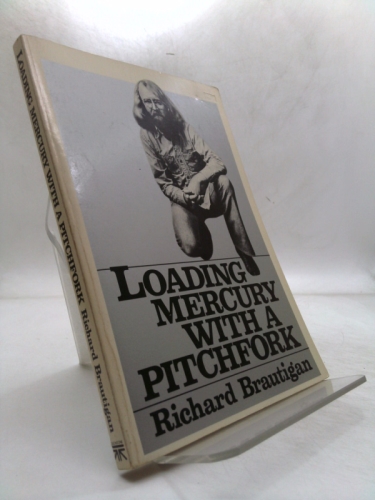 LOADING MERCURY WITH A PITCHFORK Richard Brautigan
LOADING
MERCURY
WITH A
PITCHFORK
Richard Brautigan